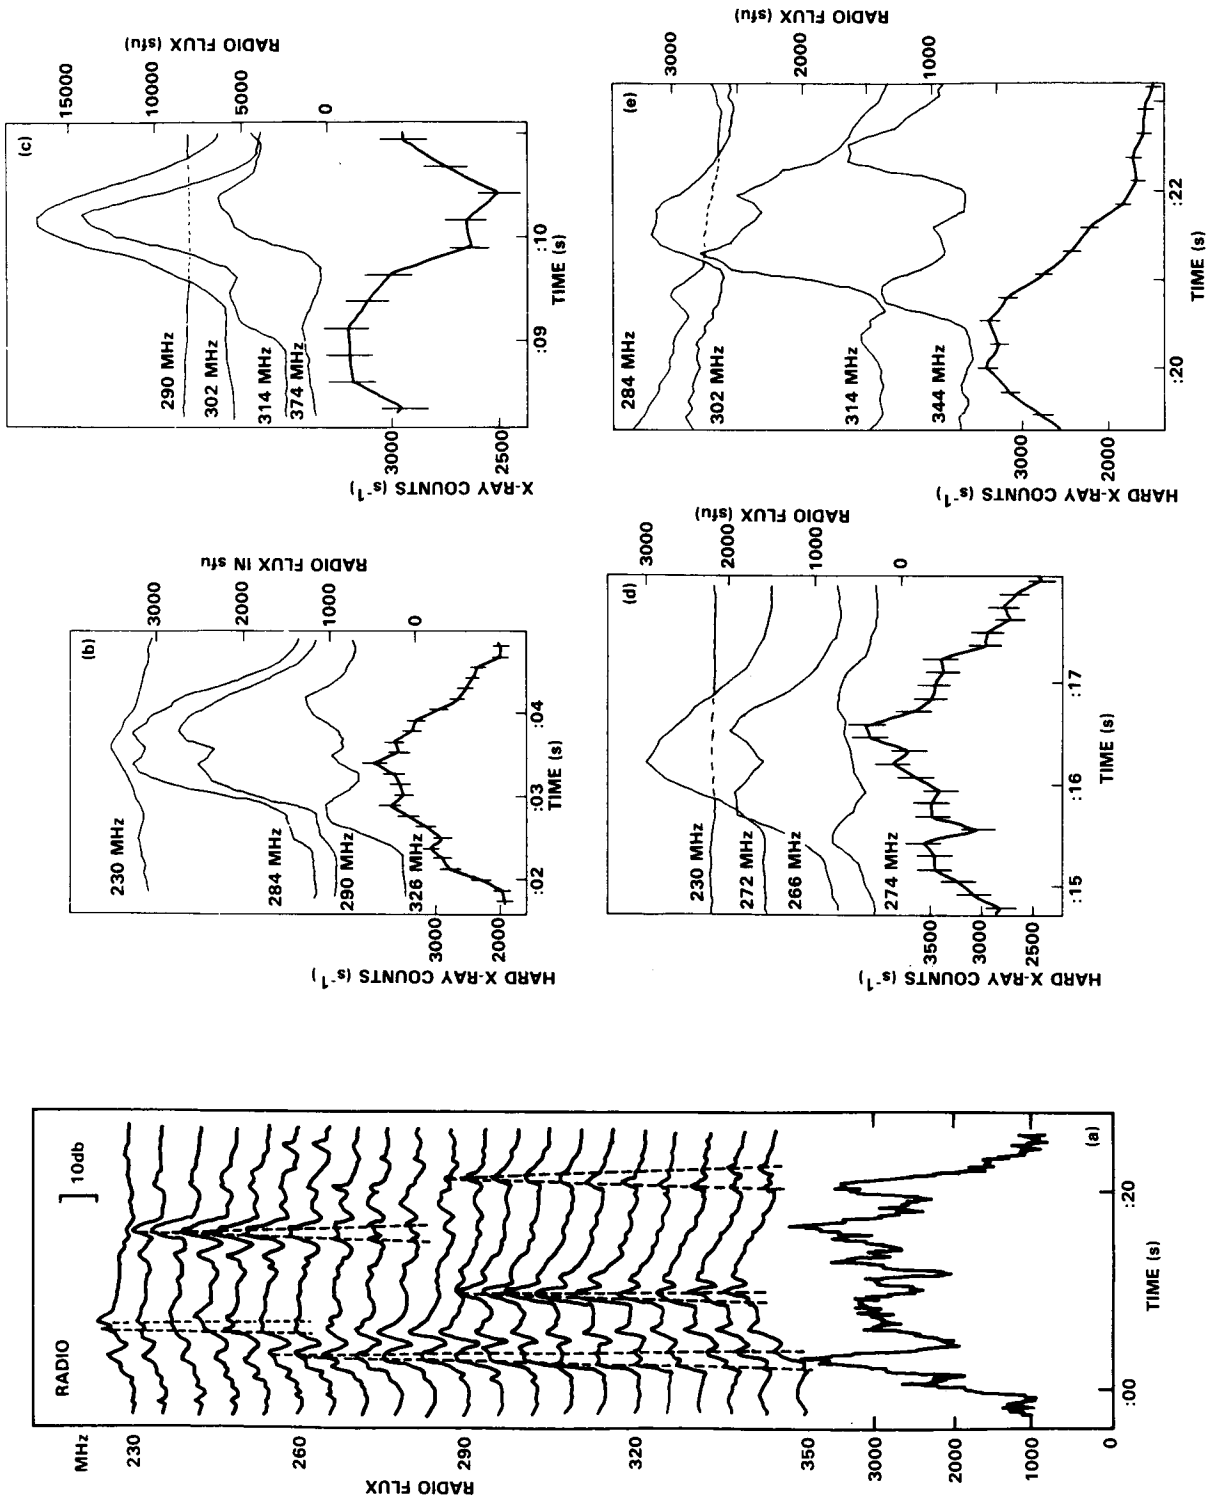 RADIO
10db
MHz
230
260
290
320
350
RADIO FLUX
3000
2000
1000
0
:00
:20
TIME (s)
(a)
(b)
230 MHz
284 MHz
290 MHz
326 MHz
3000
2000
1000
0
RADIO FLUX IN sfu
3000
2000
HARD X-RAY COUNTS (s-1)
:02
:03
:04
TIME (s)
(c)
290 MHz
302 MHz
314 MHz
374 MHz
15000
10000
5000
0
RADIO FLUX (sfu)
3000
2500
X-RAY COUNTS (s-1)
:09
:10
TIME (s)
(d)
230 MHz
272 MHz
266 MHz
274 MHz
3000
2000
1000
0
RADIO FLUX (sfu)
3500
3000
2500
HARD X-RAY COUNTS (s-1)
:15
:16
:17
TIME (s)
(e)
284 MHz
302 MHz
314 MHz
344 MHz
3000
2000
1000
RADIO FLUX (sfu)
3000
2000
HARD X-RAY COUNTS (s-1)
:20
:22
TIME (s)